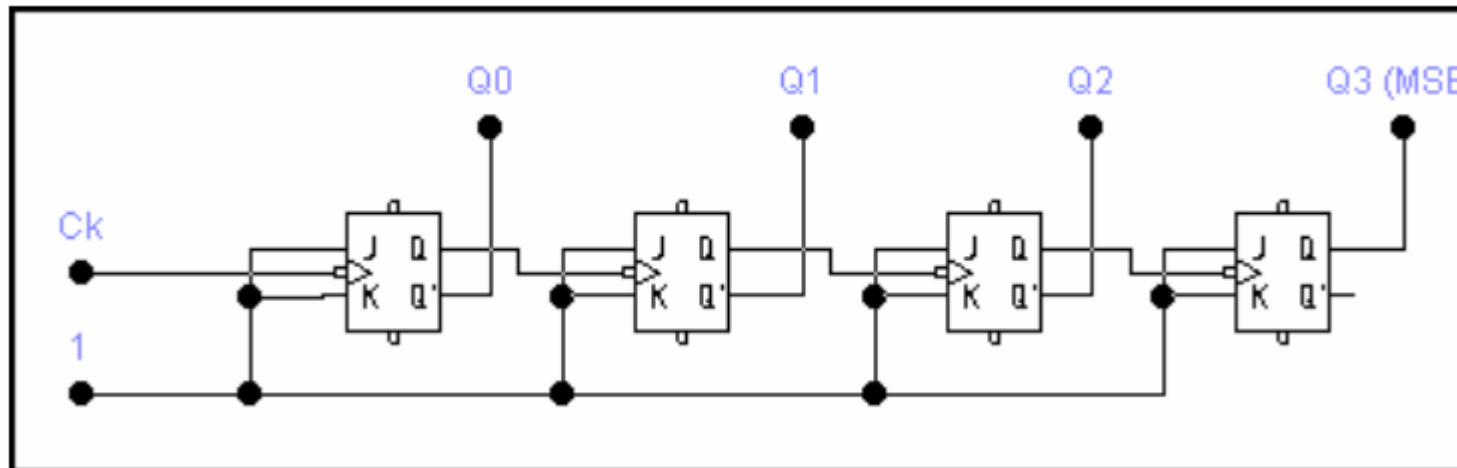 Q0 Q1 Q2 Q3 (MSB
Ck
J Q J Q J Q J Q
K Q' K Q' K Q' K Q'
1